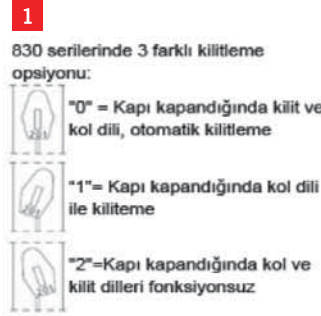 1
830 serilerinde 3 farklı kilitleme
opsiyonu:
"0" = Kapı kapandığında kilit ve
kol dili, otomatik kilitleme
"1"= Kapı kapandığında kol dili
ile kiliteme
"2"=Kapı kapandığında kol ve
kilit dilleri fonksiyonsuz